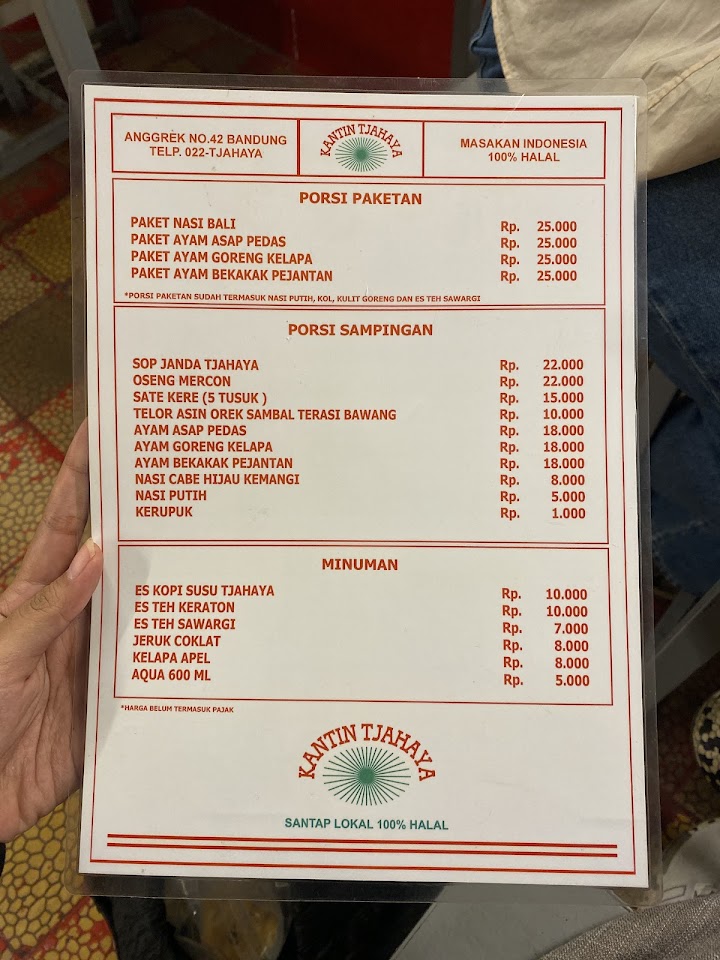 ANGGREK NO.42 BANDUNG
TELP. 022-TJAHAYA
KANTIN TJAHAYA
MASAKAN INDONESIA
100% HALAL
PORSI PAKETAN
PAKET NASI BALI Rp. 25.000
PAKET AYAM ASAP PEDAS Rp. 25.000
PAKET AYAM GORENG KELAPA Rp. 25.000
PAKET AYAM BEKAKAK PEJANTAN Rp. 25.000
*PORSI PAKETAN SUDAH TERMASUK NASI PUTIH, KOL, KULIT GORENG DAN ES TEH SAWARGI
PORSI SAMPINGAN
SOP JANDA TJAHAYA Rp. 22.000
OSENG MERCON Rp. 22.000
SATE KERE (5 TUSUK ) Rp. 15.000
TELOR ASIN OREK SAMBAL TERASI BAWANG Rp. 10.000
AYAM ASAP PEDAS Rp. 18.000
AYAM GORENG KELAPA Rp. 18.000
AYAM BEKAKAK PEJANTAN Rp. 18.000
NASI CABE HIJAU KEMANGI Rp. 8.000
NASI PUTIH Rp. 5.000
KERUPUK Rp. 1.000
MINUMAN
ES KOPI SUSU TJAHAYA Rp. 10.000
ES TEH KERATON Rp. 10.000
ES TEH SAWARGI Rp. 7.000
JERUK COKLAT Rp. 8.000
KELAPA APEL Rp. 8.000
AQUA 600 ML Rp. 5.000
*HARGA BELUM TERMASUK PAJAK
KANTIN TJAHAYA
SANTAP LOKAL 100% HALAL